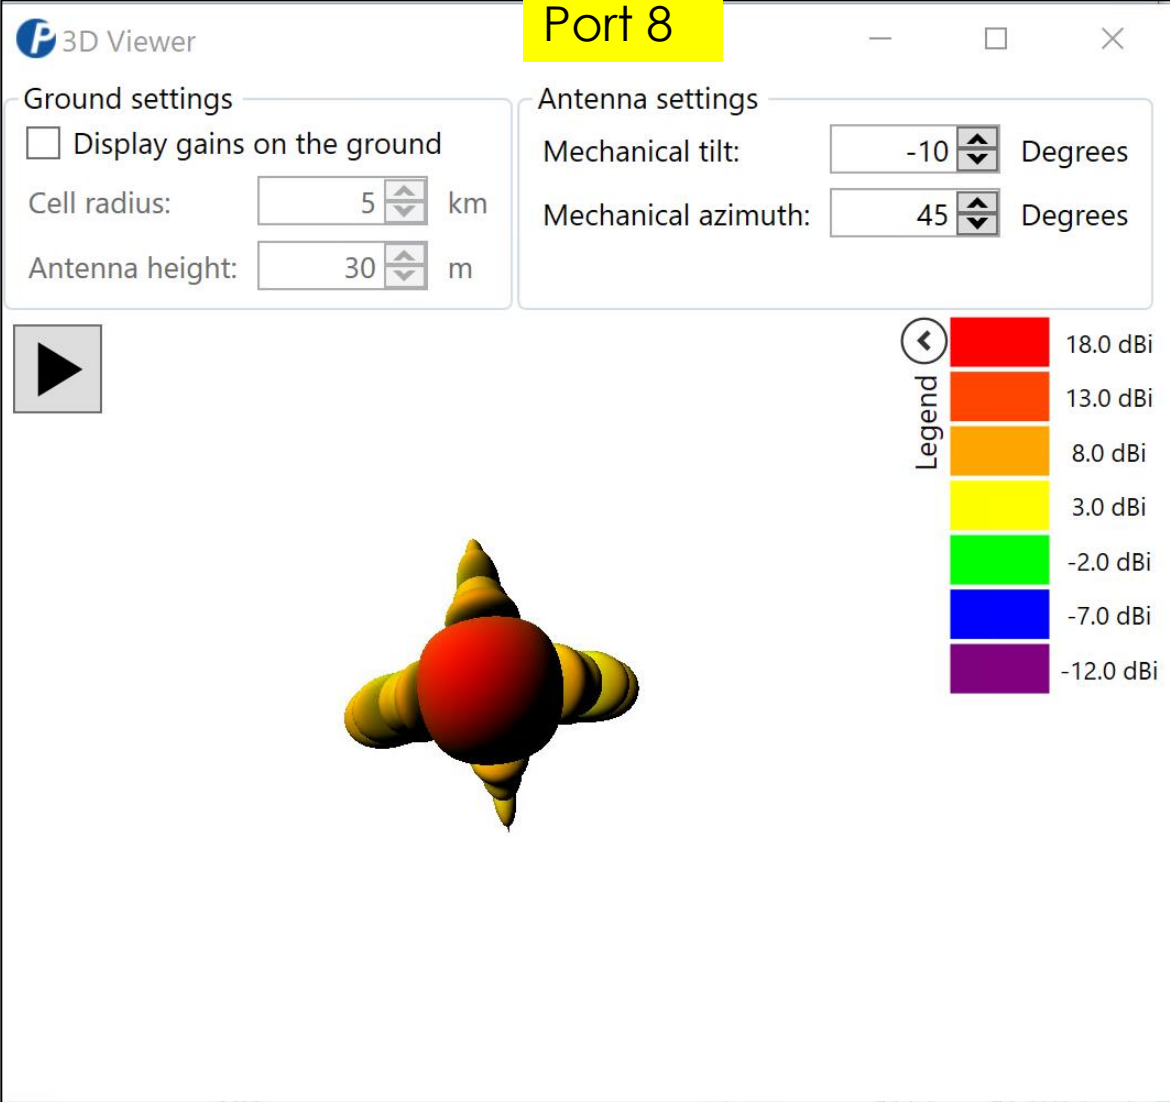 Port 8
3D Viewer
Ground settings
Display gains on the ground
Cell radius: 5 km
Antenna height: 30 m
Antenna settings
Mechanical tilt: -10 Degrees
Mechanical azimuth: 45 Degrees
Legend
18.0 dBi
13.0 dBi
8.0 dBi
3.0 dBi
-2.0 dBi
-7.0 dBi
-12.0 dBi